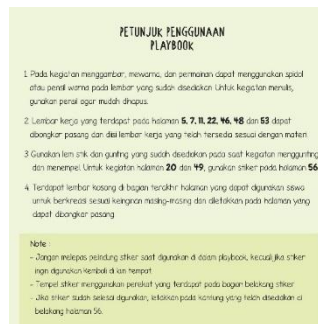 PETUNJUK PENGGUNAAN
PLAYBOOK
1. Pada kegiatan menggambar, mewarna, dan permainan dapat menggunakan spidol
atau pensil warna pada lembar yang sudah disediakan. Untuk kegiatan menulis,
gunakan pensil agar mudah dihapus.
2. Lembar kerja yang terdapat pada halaman 5, 7, 11, 22, 46, 48 dan 53 dapat
dibongkar pasang dan diisi lembar kerja yang telah tersedia sesuai dengan materi
3. Gunakan lem stik dan gunting yang sudah disediakan pada saat kegiatan menggunting
dan menempel. Untuk kegiatan halaman 20 dan 49, gunakan stiker pada halaman 56
4. Terdapat lembar kosong di bagian terakhir halaman yang dapat digunakan siswa
untuk berkreasi sesuai keinginan masing-masing dan diletakkan pada halaman yang
dapat dibongkar pasang
Note :
- Jangan melepas pelindung stiker saat digunakan di dalam playbook, kecuali jika stiker
ingin digunakan kembali di lain tempat
- Tempel stiker menggunakan perekat yang terdapat pada bagian belakang stiker
- Jika stiker sudah selesai digunakan, letakkan pada kantung yang telah disediakan di
belakang halaman 56.